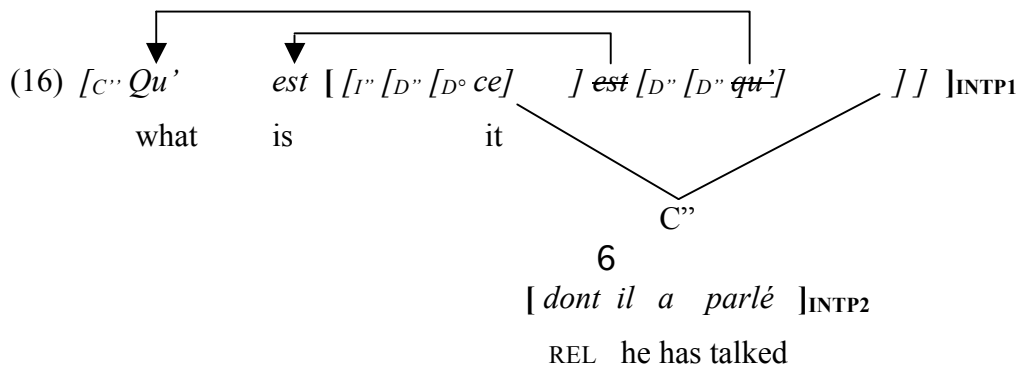 (16) [C’’ Qu’ est [ [I’’ [D’’ [D° ce] ] est [D’’ [D’’ qu’] ] ] ]INTP1
what is it
C’’
6
[ dont il a parlé ]INTP2
REL he has talked